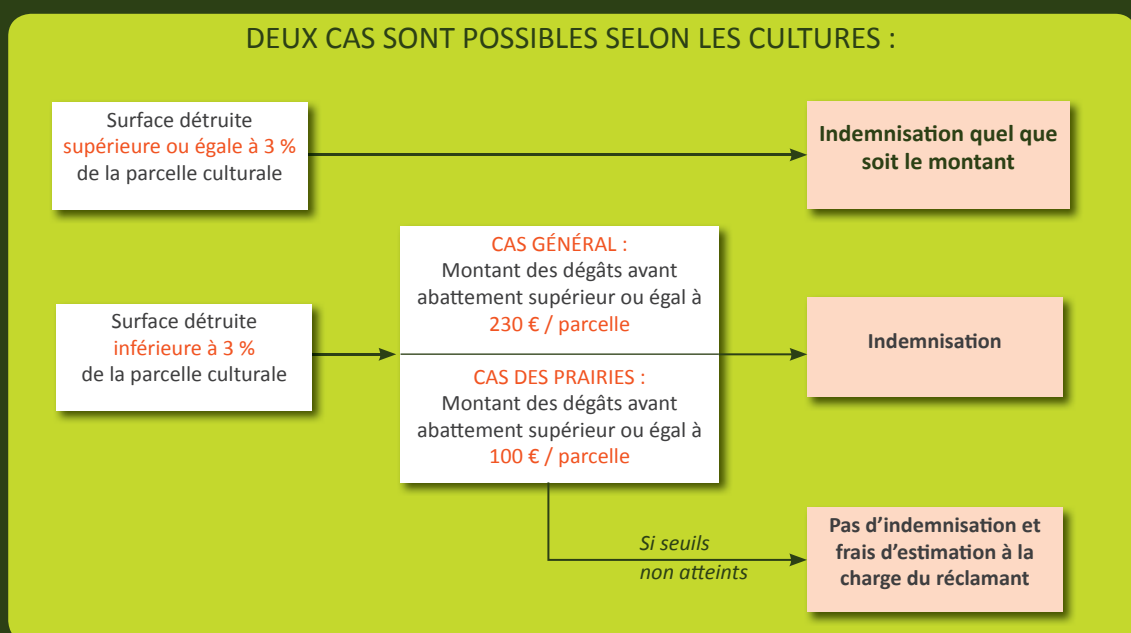 DEUX CAS SONT POSSIBLES SELON LES CULTURES :
Surface détruite
supérieure ou égale à 3 %
de la parcelle culturale
Indemnisation quel que
soit le montant
CAS GÉNÉRAL :
Montant des dégâts avant
abattement supérieur ou égal à
230 € / parcelle
Surface détruite
inférieure à 3 %
de la parcelle culturale
Indemnisation
CAS DES PRAIRIES :
Montant des dégâts avant
abattement supérieur ou égal à
100 € / parcelle
Si seuils
non atteints
Pas d’indemnisation et
frais d’estimation à la
charge du réclamant